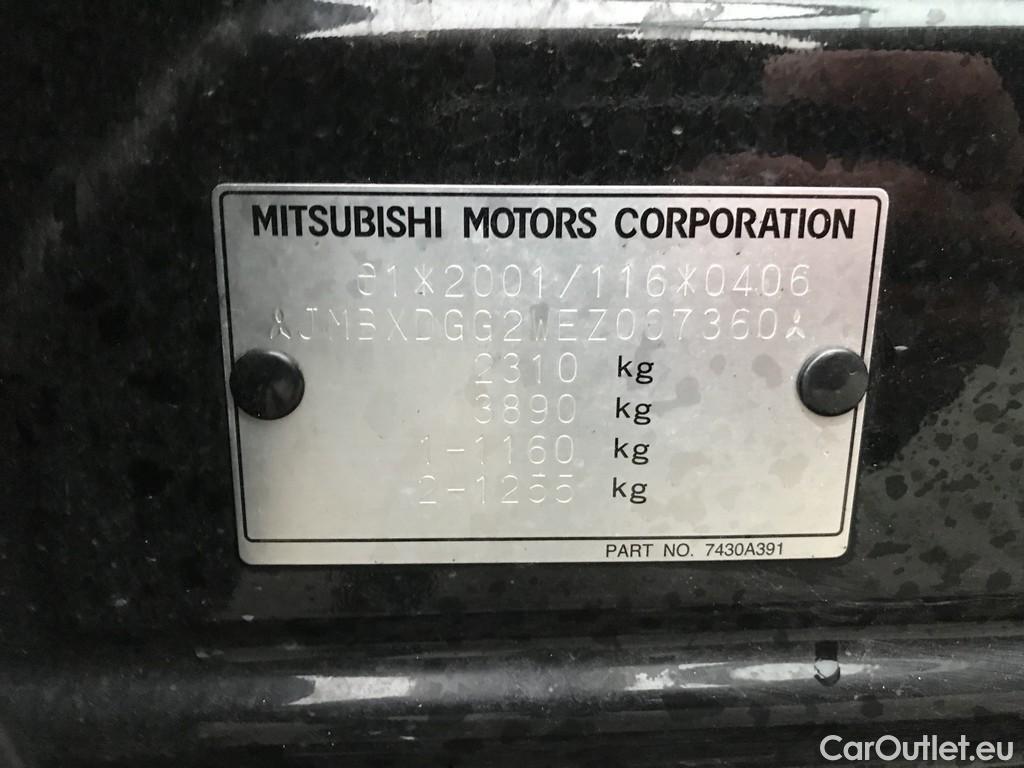 MITSUBISHI MOTORS CORPORATION
e1*2001/116*0406
JMBXDGG2WEZ007360
2310 kg
3890 kg
1-1160 kg
2-1255 kg
PART NO. 7430A391
CarOutlet.eu